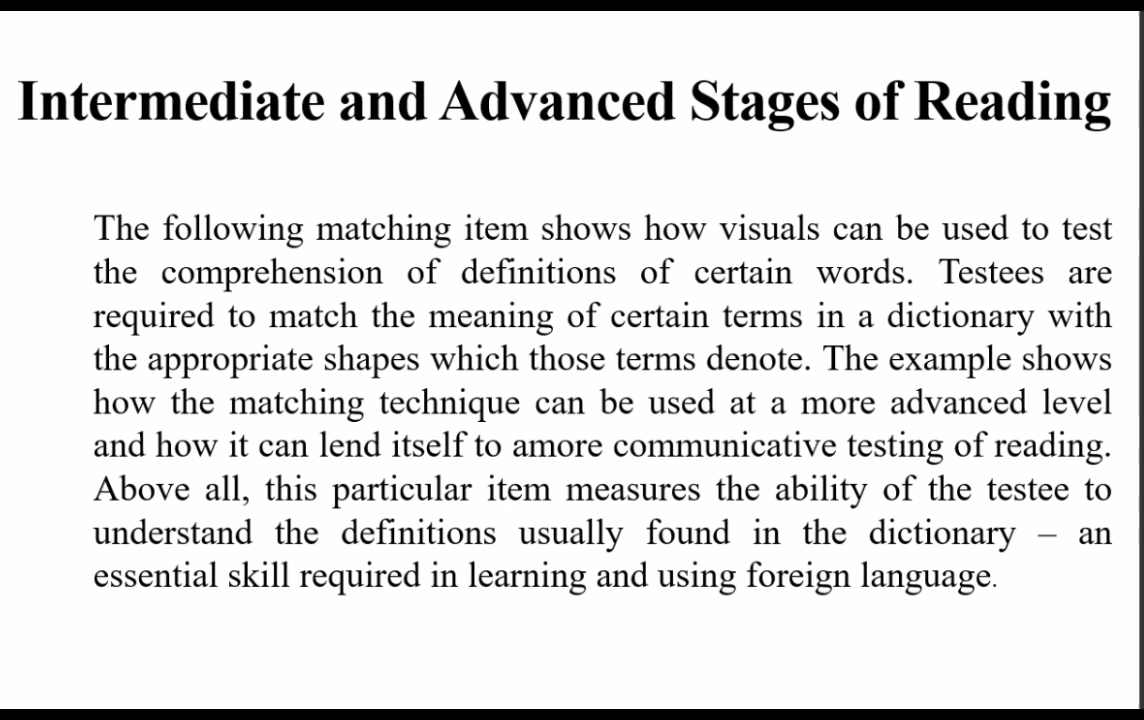 Intermediate and Advanced Stages of Reading
The following matching item shows how visuals can be used to test
the comprehension of definitions of certain words. Testees are
required to match the meaning of certain terms in a dictionary with
the appropriate shapes which those terms denote. The example shows
how the matching technique can be used at a more advanced level
and how it can lend itself to amore communicative testing of reading.
Above all, this particular item measures the ability of the testee to
understand the definitions usually found in the dictionary – an
essential skill required in learning and using foreign language.